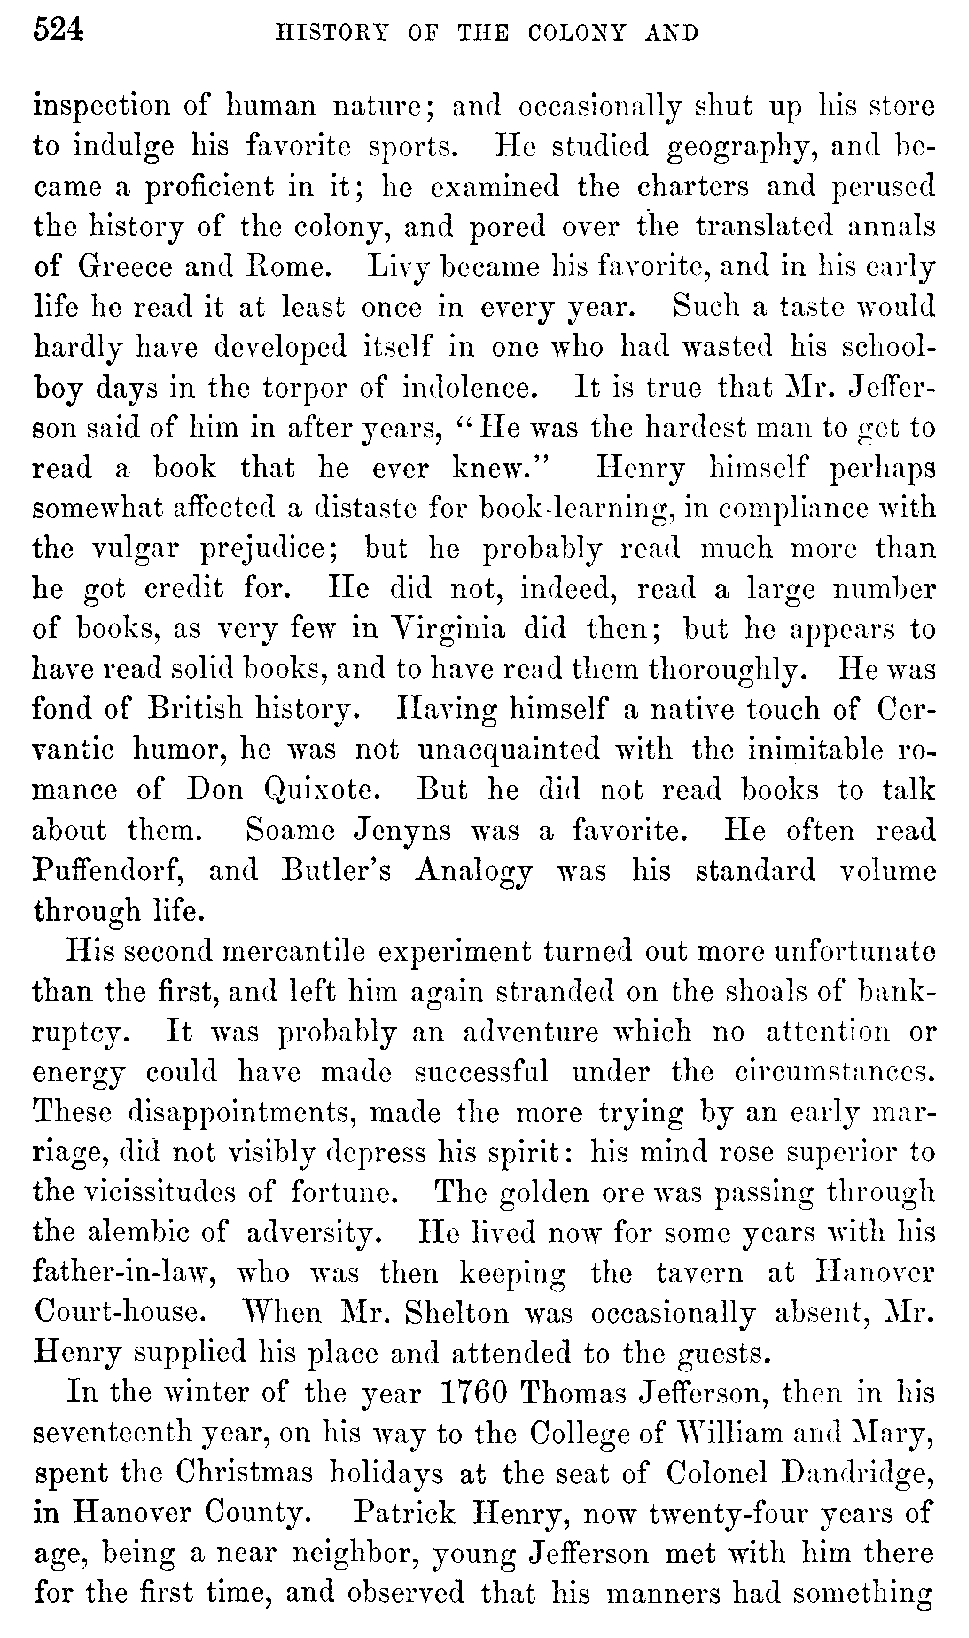 524 HISTORY OF THE COLONY AND
inspection of human nature; and occasionally shut up his store
to indulge his favorite sports. He studied geography, and be-
came a proficient in it; he examined the charters and perused
the history of the colony, and pored over the translated annals
of Greece and Rome. Livy became his favorite, and in his early
life he read it at least once in every year. Such a taste would
hardly have developed itself in one who had wasted his school-
boy days in the torpor of indolence. It is true that Mr. Jeffer-
son said of him in after years, "He was the hardest man to get to
read a book that he ever knew." Henry himself perhaps
somewhat affected a distaste for book-learning, in compliance with
the vulgar prejudice; but he probably read much more than
he got credit for. He did not, indeed, read a large number
of books, as very few in Virginia did then; but he appears to
have read solid books, and to have read them thoroughly. He was
fond of British history. Having himself a native touch of Cer-
vantic humor, he was not unacquainted with the inimitable ro-
mance of Don Quixote. But he did not read books to talk
about them. Soame Jenyns was a favorite. He often read
Puffendorf, and Butler's Analogy was his standard volume
through life.
His second mercantile experiment turned out more unfortunate
than the first, and left him again stranded on the shoals of bank-
ruptcy. It was probably an adventure which no attention or
energy could have made successful under the circumstances.
These disappointments, made the more trying by an early mar-
riage, did not visibly depress his spirit: his mind rose superior to
the vicissitudes of fortune. The golden ore was passing through
the alembic of adversity. He lived now for some years with his
father-in-law, who was then keeping the tavern at Hanover
Court-house. When Mr. Shelton was occasionally absent, Mr.
Henry supplied his place and attended to the guests.
In the winter of the year 1760 Thomas Jefferson, then in his
seventeenth year, on his way to the College of William and Mary,
spent the Christmas holidays at the seat of Colonel Dandridge,
in Hanover County. Patrick Henry, now twenty-four years of
age, being a near neighbor, young Jefferson met with him there
for the first time, and observed that his manners had something